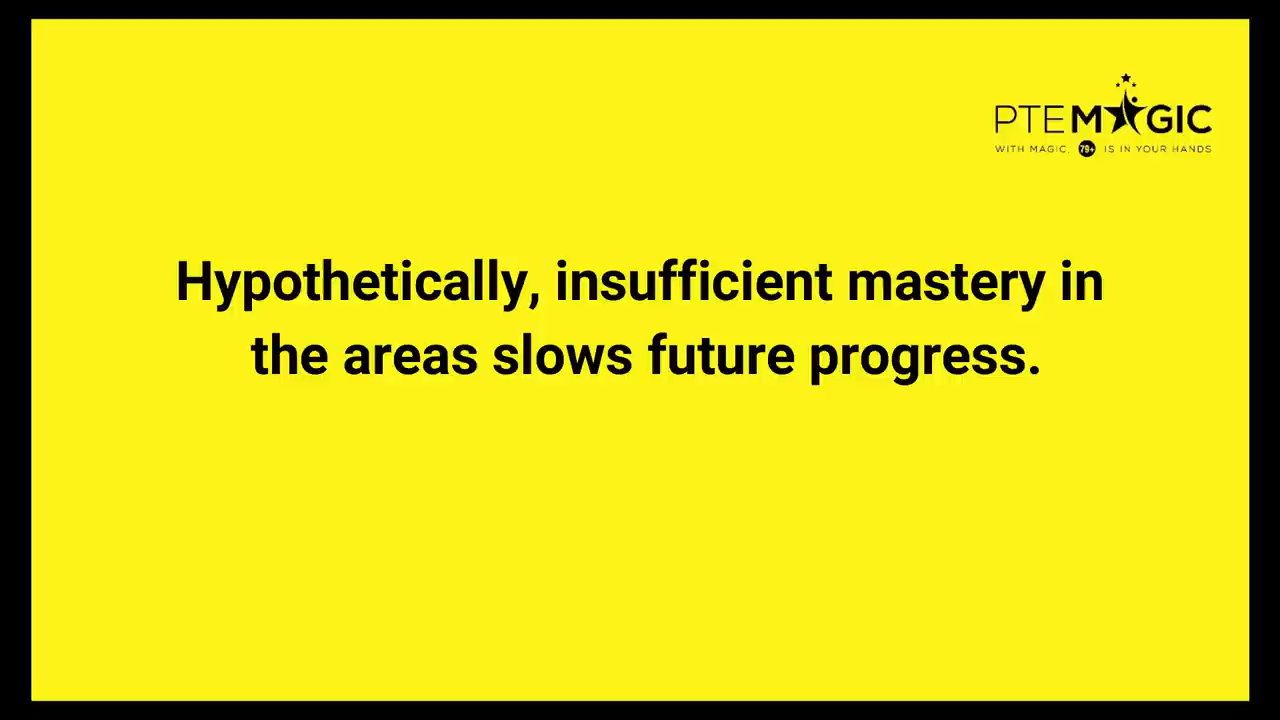 PTEMAGIC
WITH MAGIC, 79+ IS IN YOUR HANDS
Hypothetically, insufficient mastery in
the areas slows future progress.